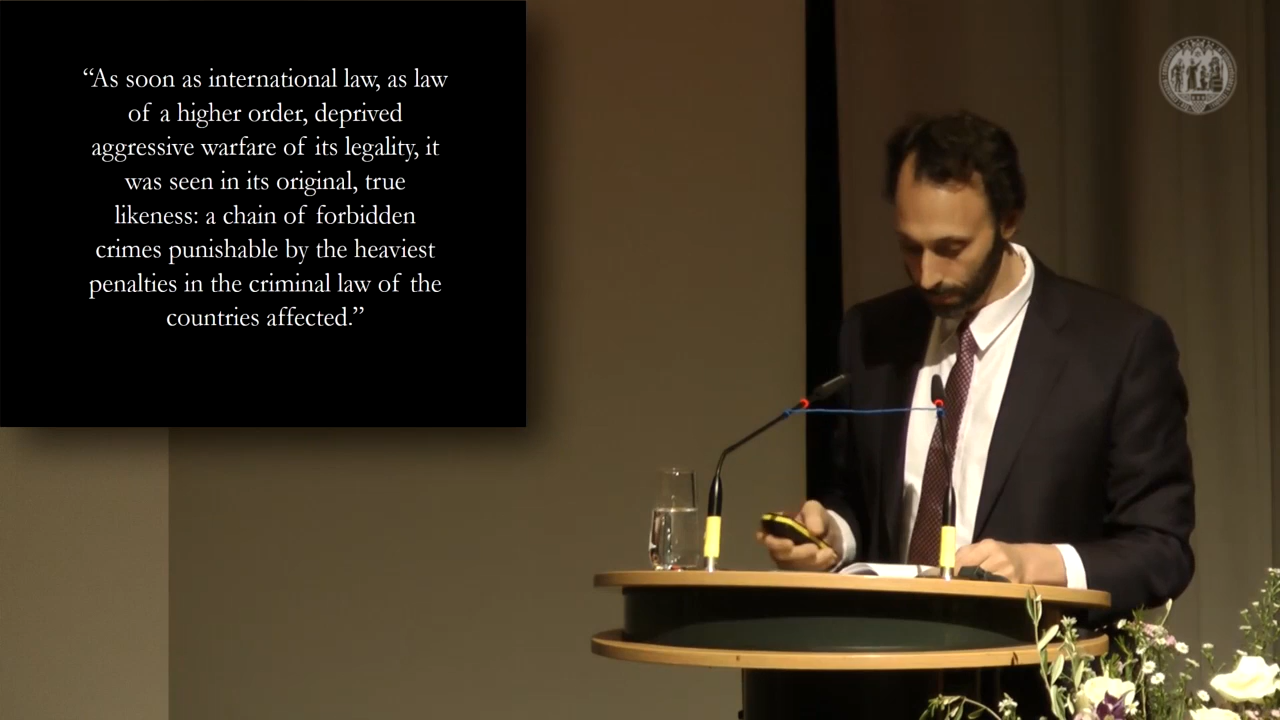 “As soon as international law, as law
of a higher order, deprived
aggressive warfare of its legality, it
was seen in its original, true
likeness: a chain of forbidden
crimes punishable by the heaviest
penalties in the criminal law of the
countries affected.”